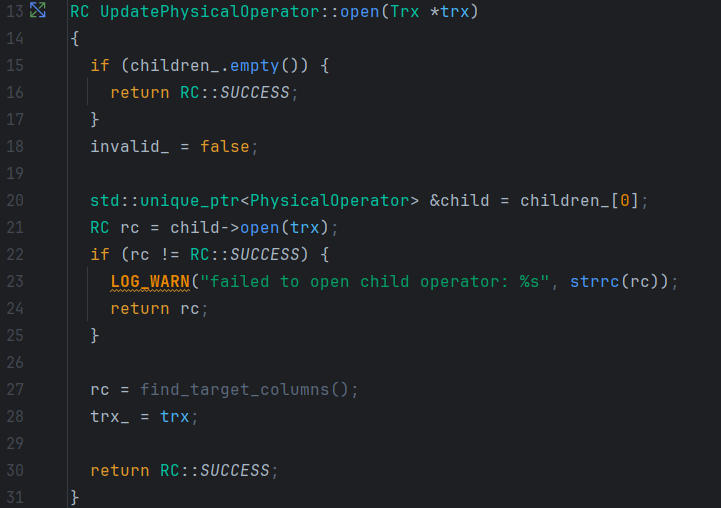 13 RC UpdatePhysicalOperator::open(Trx *trx)
14 {
15   if (children_.empty()) {
16     return RC::SUCCESS;
17   }
18   invalid_ = false;
19
20   std::unique_ptr<PhysicalOperator> &child = children_[0];
21   RC rc = child->open(trx);
22   if (rc != RC::SUCCESS) {
23     LOG_WARN("failed to open child operator: %s", strrc(rc));
24     return rc;
25   }
26
27   rc = find_target_columns();
28   trx_ = trx;
29
30   return RC::SUCCESS;
31 }